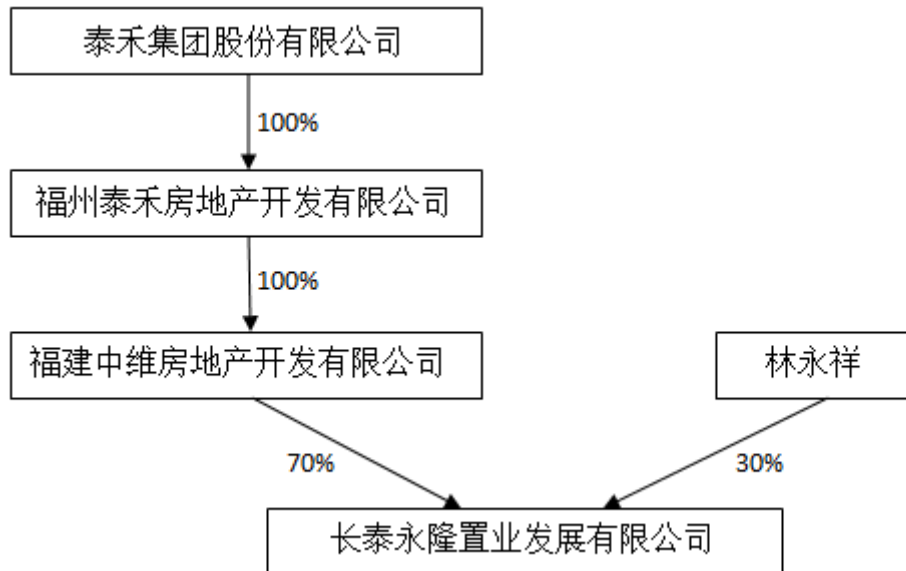 泰禾集团股份有限公司
100%
福州泰禾房地产开发有限公司
100%
福建中维房地产开发有限公司
林永祥
70%
30%
长泰永隆置业发展有限公司